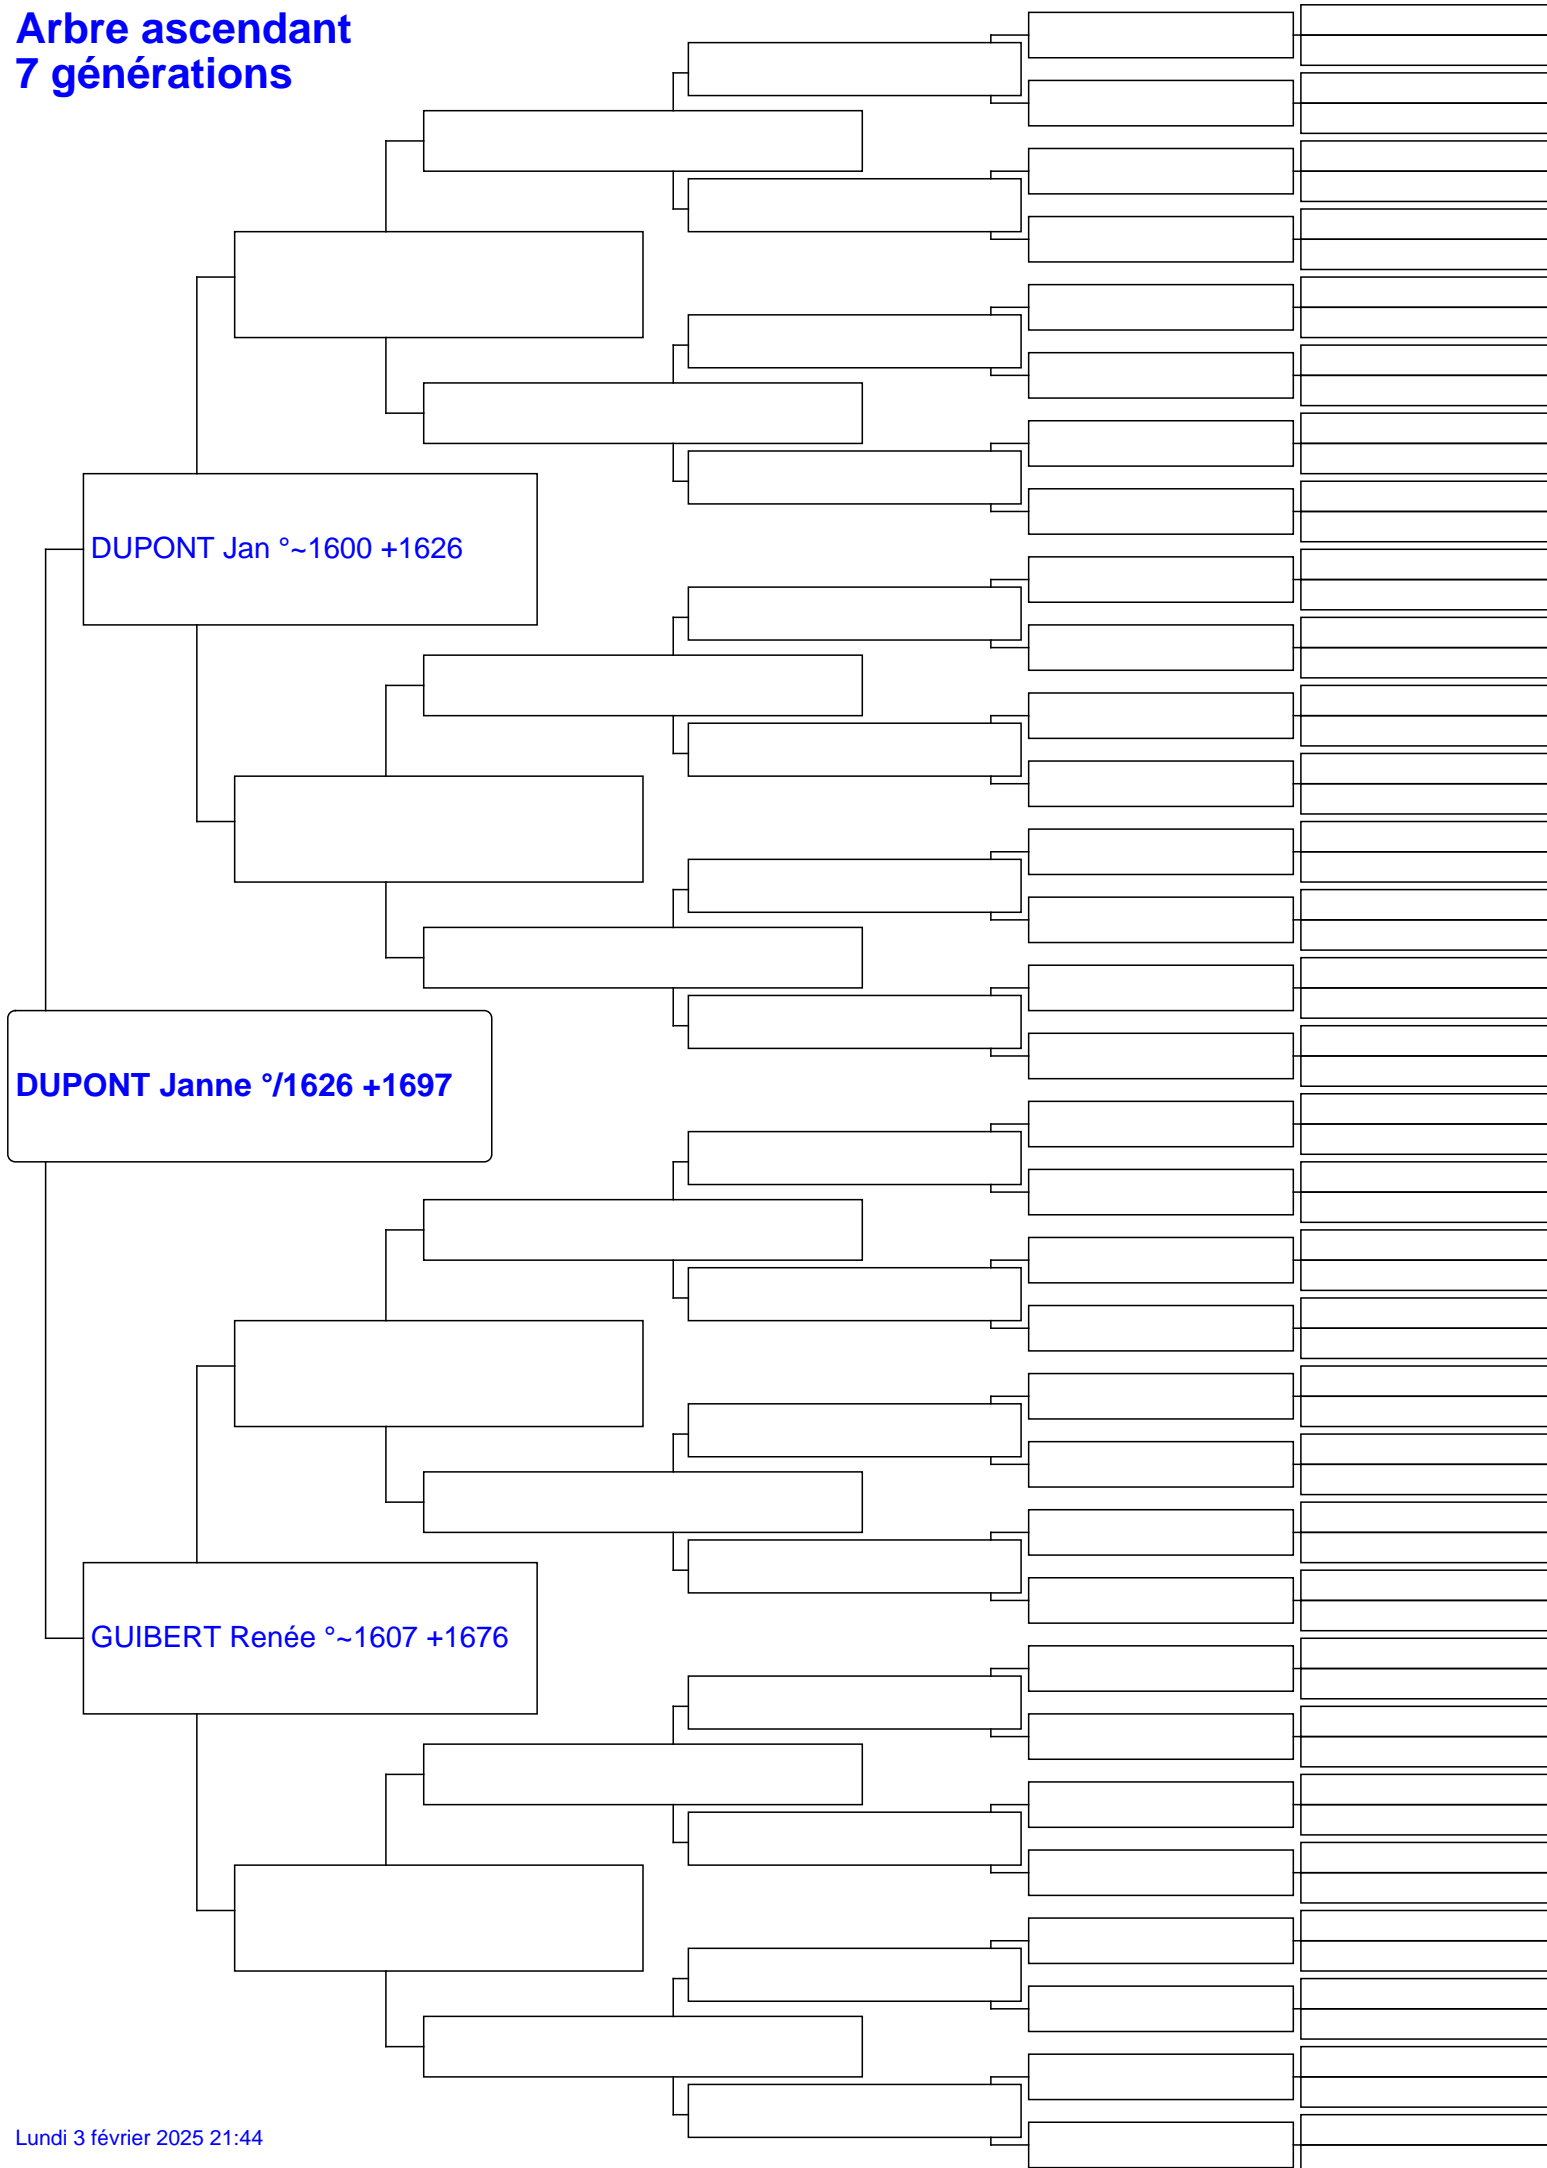 Arbre ascendant
7 générations
DUPONT Jan °~1600 +1626
DUPONT Janne °/1626 +1697
GUIBERT Renée °~1607 +1676
Lundi 3 février 2025 21:44